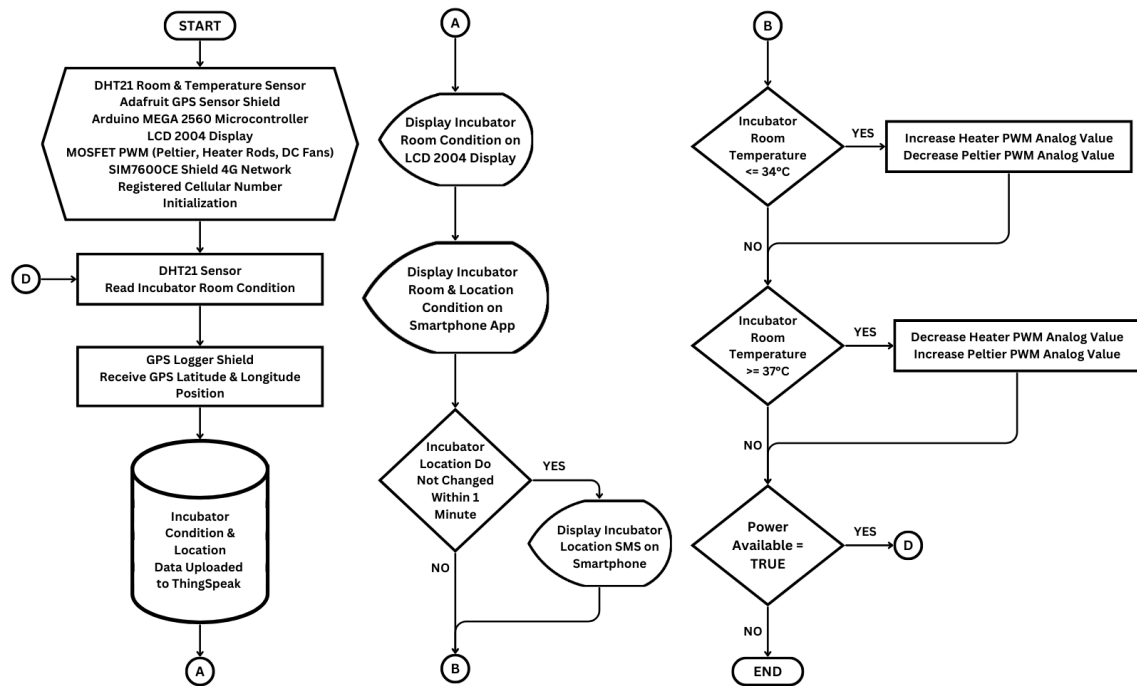 START
DHT21 Room & Temperature Sensor
Adafruit GPS Sensor Shield
Arduino MEGA 2560 Microcontroller
LCD 2004 Display
MOSFET PWM (Peltier, Heater Rods, DC Fans)
SIM7600CE Shield 4G Network
Registered Cellular Number
Initialization
D
DHT21 Sensor
Read Incubator Room Condition
GPS Logger Shield
Receive GPS Latitude & Longitude
Position
Incubator
Condition &
Location
Data Uploaded
to ThingSpeak
A
A
Display Incubator
Room Condition on
LCD 2004 Display
Display Incubator
Room & Location
Condition on
Smartphone App
Incubator
Location Do
Not Changed
Within 1
Minute
YES
Display Incubator
Location SMS on
Smartphone
NO
B
B
Incubator
Room
Temperature
<= 34°C
YES
Increase Heater PWM Analog Value
Decrease Peltier PWM Analog Value
NO
Incubator
Room
Temperature
>= 37°C
YES
Decrease Heater PWM Analog Value
Increase Peltier PWM Analog Value
NO
Power
Available =
TRUE
YES
D
NO
END